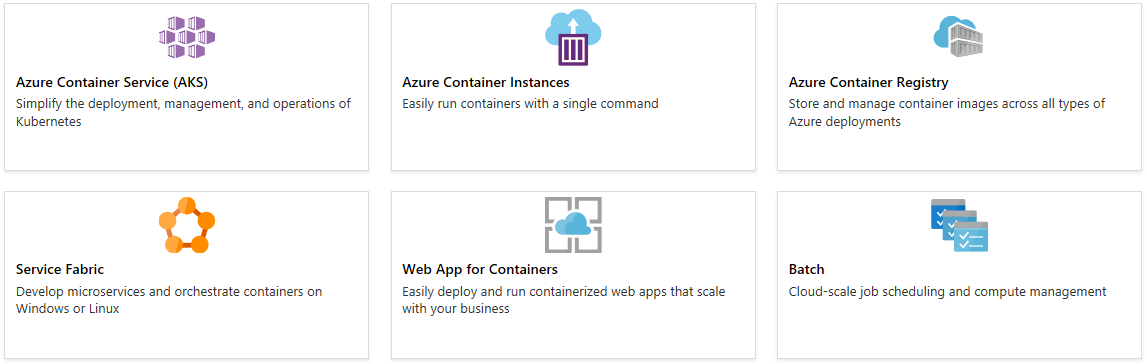 Azure Container Service (AKS)
Simplify the deployment, management, and operations of
Kubernetes
Azure Container Instances
Easily run containers with a single command
Azure Container Registry
Store and manage container images across all types of
Azure deployments
Service Fabric
Develop microservices and orchestrate containers on
Windows or Linux
Web App for Containers
Easily deploy and run containerized web apps that scale
with your business
Batch
Cloud-scale job scheduling and compute management